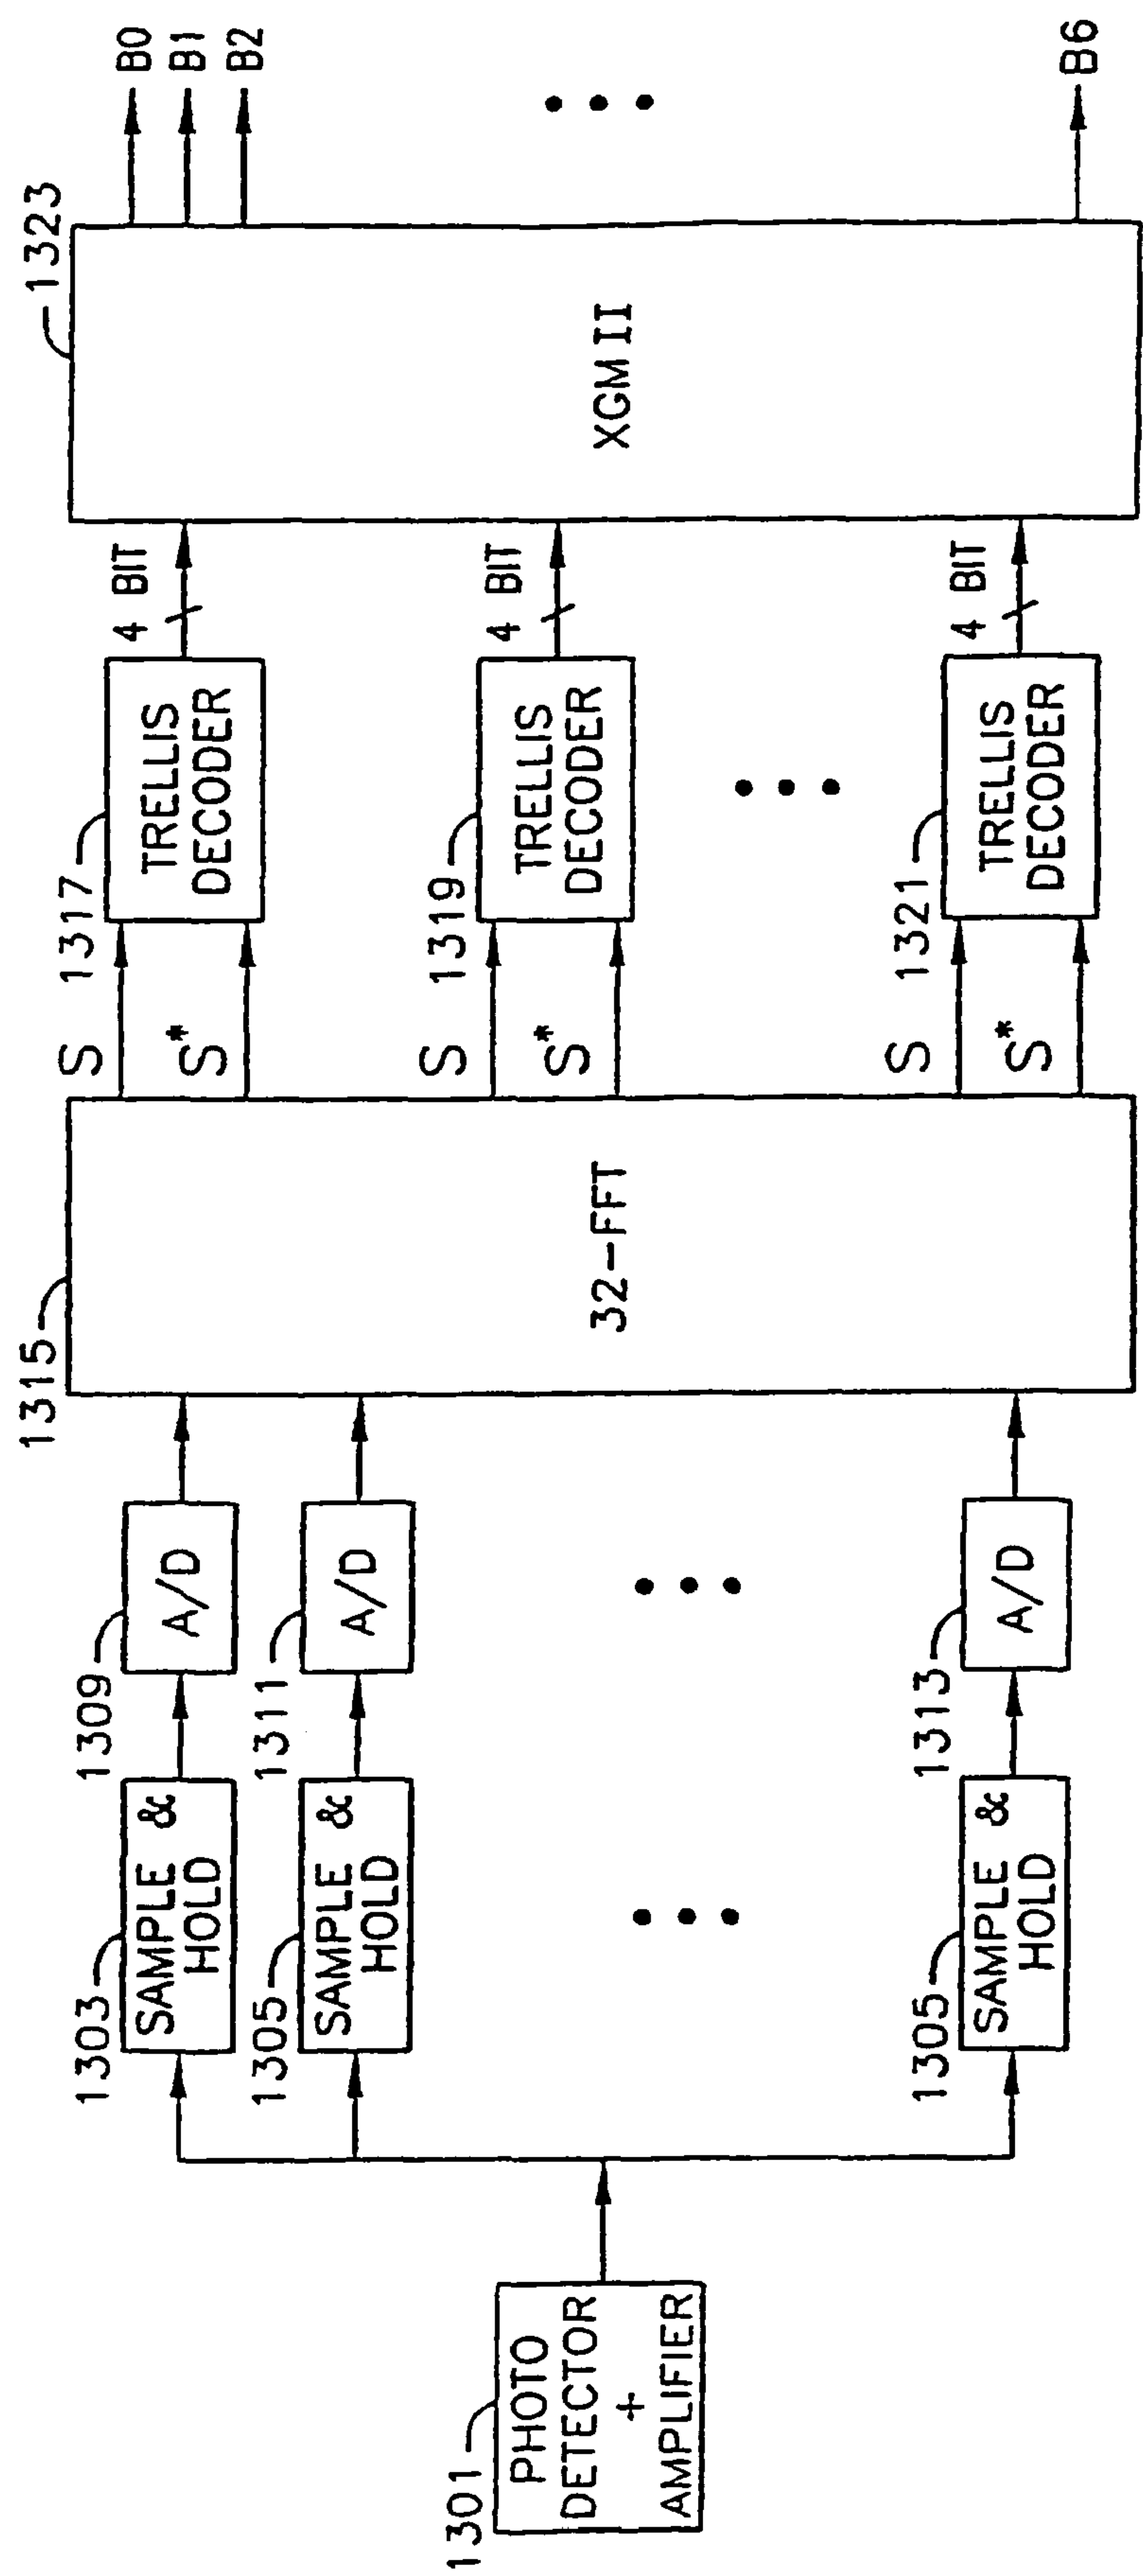 1301
PHOTO
DETECTOR
+
AMPLIFIER
1303
SAMPLE &
HOLD
1305
SAMPLE &
HOLD
1305
SAMPLE &
HOLD
1309
A/D
1311
A/D
1313
A/D
1315
32-FFT
S
S*
S
S*
S
S*
1317
TRELLIS
DECODER
1319
TRELLIS
DECODER
1321
TRELLIS
DECODER
4 BIT
4 BIT
4 BIT
1323
XGMII
B0
B1
B2
B6